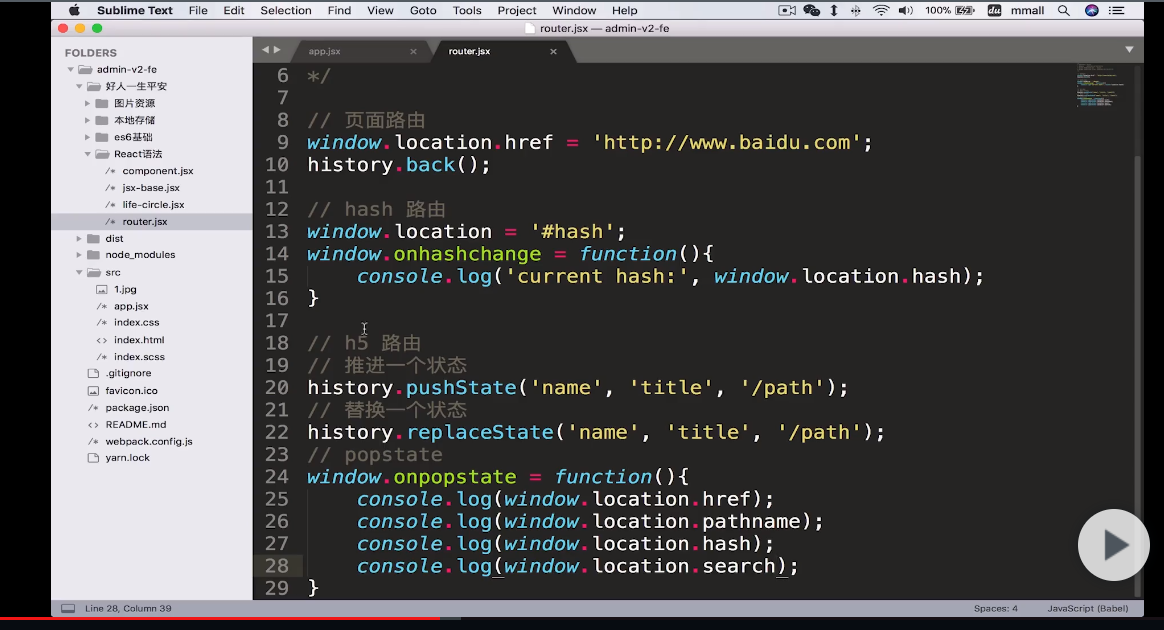 Sublime Text File Edit Selection Find View Goto Tools Project Window Help 100% mmall
router.jsx — admin-v2-fe
FOLDERS
admin-v2-fe
好人一生平安
图片资源
本地存储
es6基础
React语法
component.jsx
jsx-base.jsx
life-circle.jsx
router.jsx
dist
node_modules
src
1.jpg
app.jsx
index.css
index.html
index.scss
.gitignore
favicon.ico
package.json
README.md
webpack.config.js
yarn.lock
app.jsx router.jsx
6 */
7
8 // 页面路由
9 window.location.href = 'http://www.baidu.com';
10 history.back();
11
12 // hash 路由
13 window.location = '#hash';
14 window.onhashchange = function(){
15 console.log('current hash:', window.location.hash);
16 }
17
18 // h5 路由
19 // 推进一个状态
20 history.pushState('name', 'title', '/path');
21 // 替换一个状态
22 history.replaceState('name', 'title', '/path');
23 // popstate
24 window.onpopstate = function(){
25 console.log(window.location.href);
26 console.log(window.location.pathname);
27 console.log(window.location.hash);
28 console.log(window.location.search);
29 }
Line 28, Column 39 Spaces: 4 JavaScript (Babel)